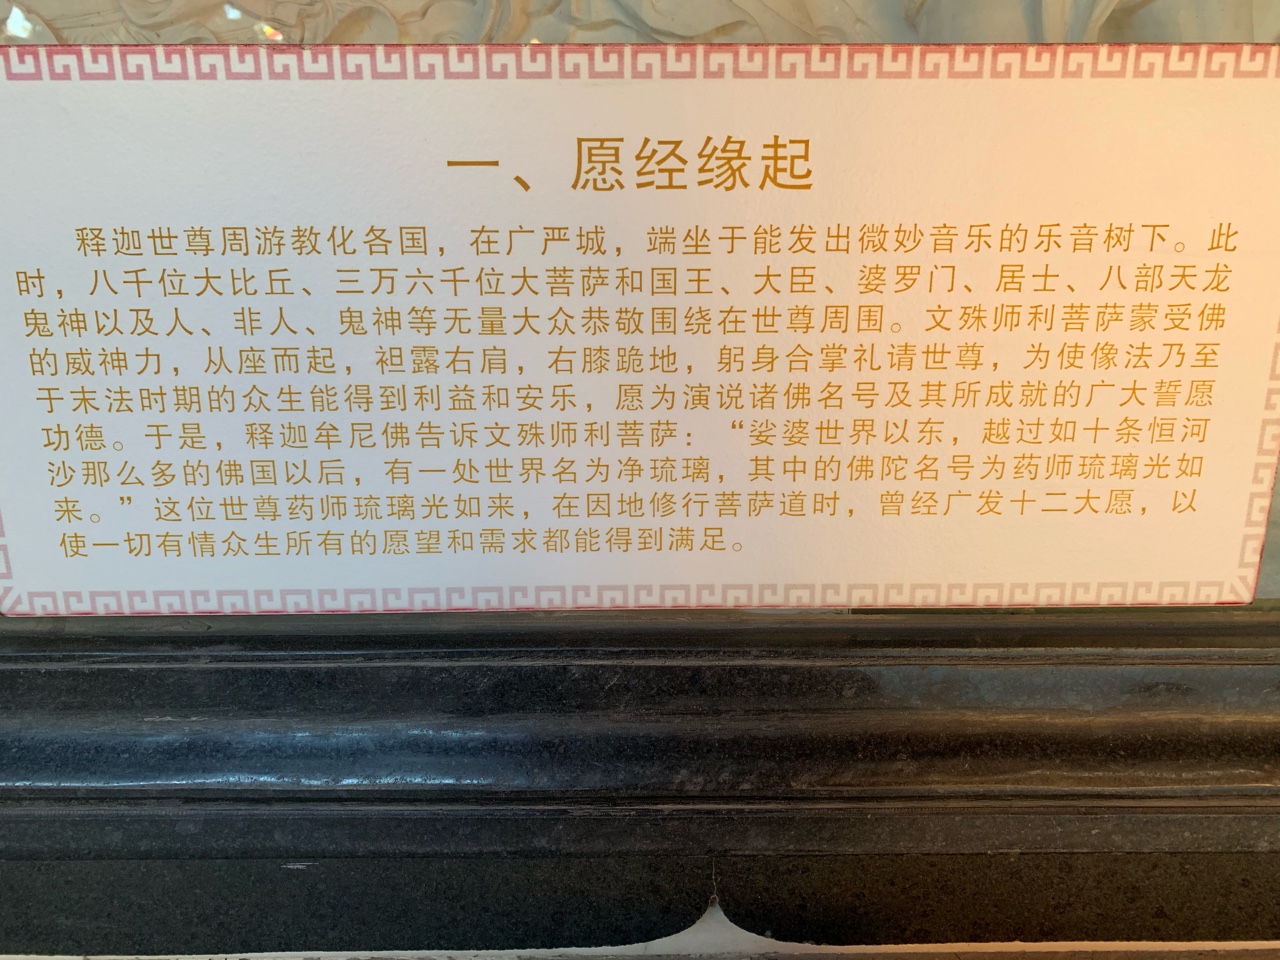 一、愿经缘起
释迦世尊周游教化各国，在广严城，端坐于能发出微妙音乐的乐音树下。此
时，八千位大比丘、三万六千位大菩萨和国王、大臣、婆罗门、居士、八部天龙
鬼神以及人、非人、鬼神等无量大众恭敬围绕在世尊周围。文殊师利菩萨蒙受佛
的威神力，从座而起，袒露右肩，右膝跪地，躬身合掌礼请世尊，为使像法乃至
于末法时期的众生能得到利益和安乐，愿为演说诸佛名号及其所成就的广大誓愿
功德。于是，释迦牟尼佛告诉文殊师利菩萨：“娑婆世界以东，越过如十条恒河
沙那么多的佛国以后，有一处世界名为净琉璃，其中的佛陀名号为药师琉璃光如
来。”这位世尊药师琉璃光如来，在因地修行菩萨道时，曾经广发十二大愿，以
使一切有情众生所有的愿望和需求都能得到满足。